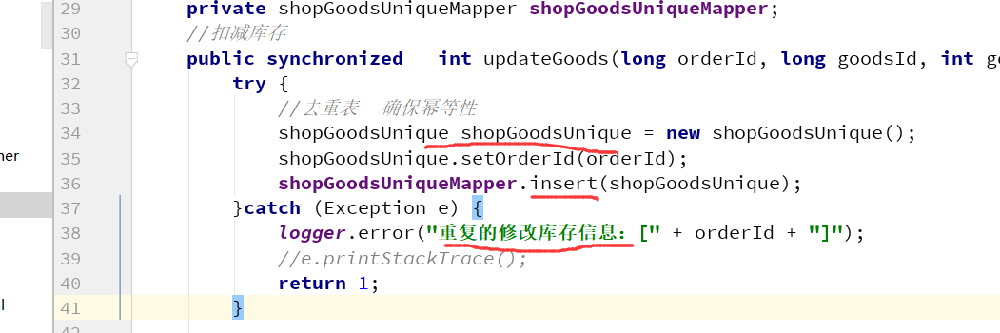 29 private shopGoodsUniqueMapper shopGoodsUniqueMapper;
30 //扣减库存
31 public synchronized int updateGoods(long orderId, long goodsId, int go
32 try {
33 //去重表--确保幂等性
34 shopGoodsUnique shopGoodsUnique = new shopGoodsUnique();
35 shopGoodsUnique.setOrderId(orderId);
ner
36 shopGoodsUniqueMapper.insert(shopGoodsUnique);
37 }catch (Exception e) {
38 logger.error("重复的修改库存信息：[" + orderId + "]");
39 //e.printStackTrace();
40 return 1;
41 }
42